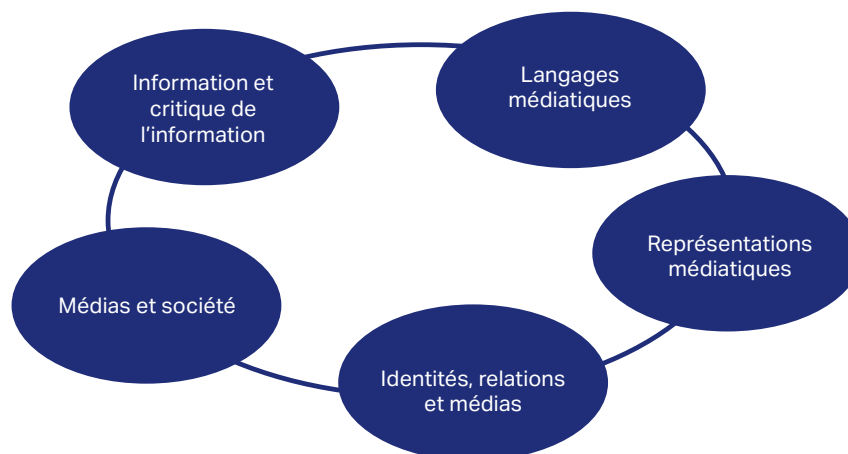 Information et
critique de
l'information
Langages
médiatiques
Représentations
médiatiques
Identités, relations
et médias
Médias et société